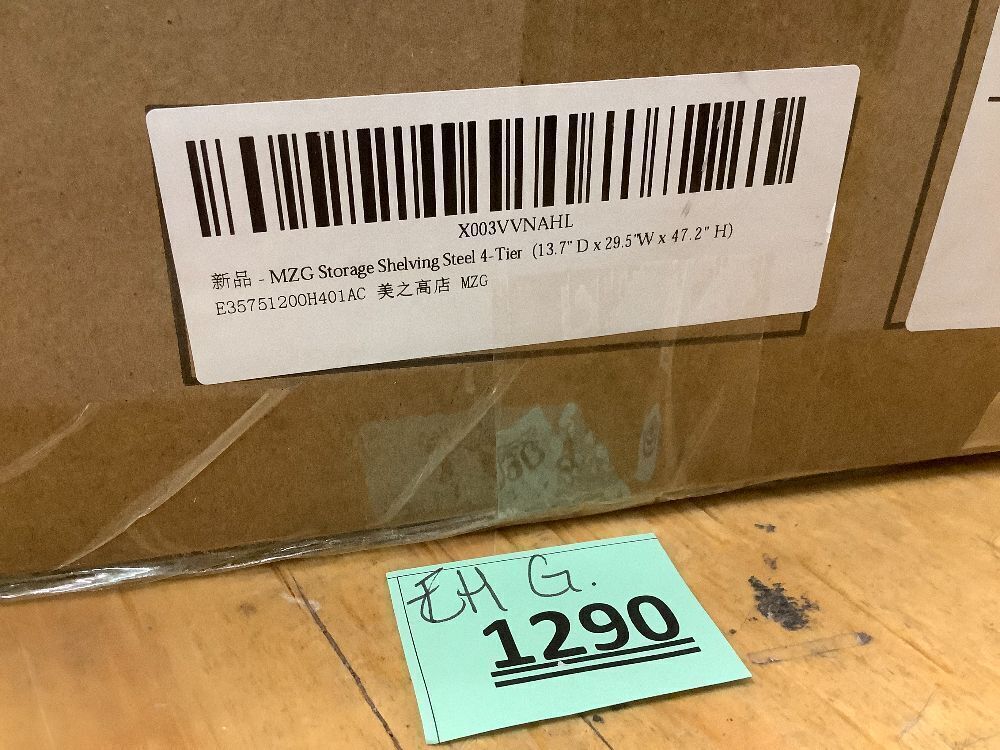 X003VVNAHL
新品 - MZG Storage Shelving Steel 4-Tier (13.7" D x 29.5"W x 47.2" H)
E35751200H401AC 美之高店 MZG
EH G.
1290